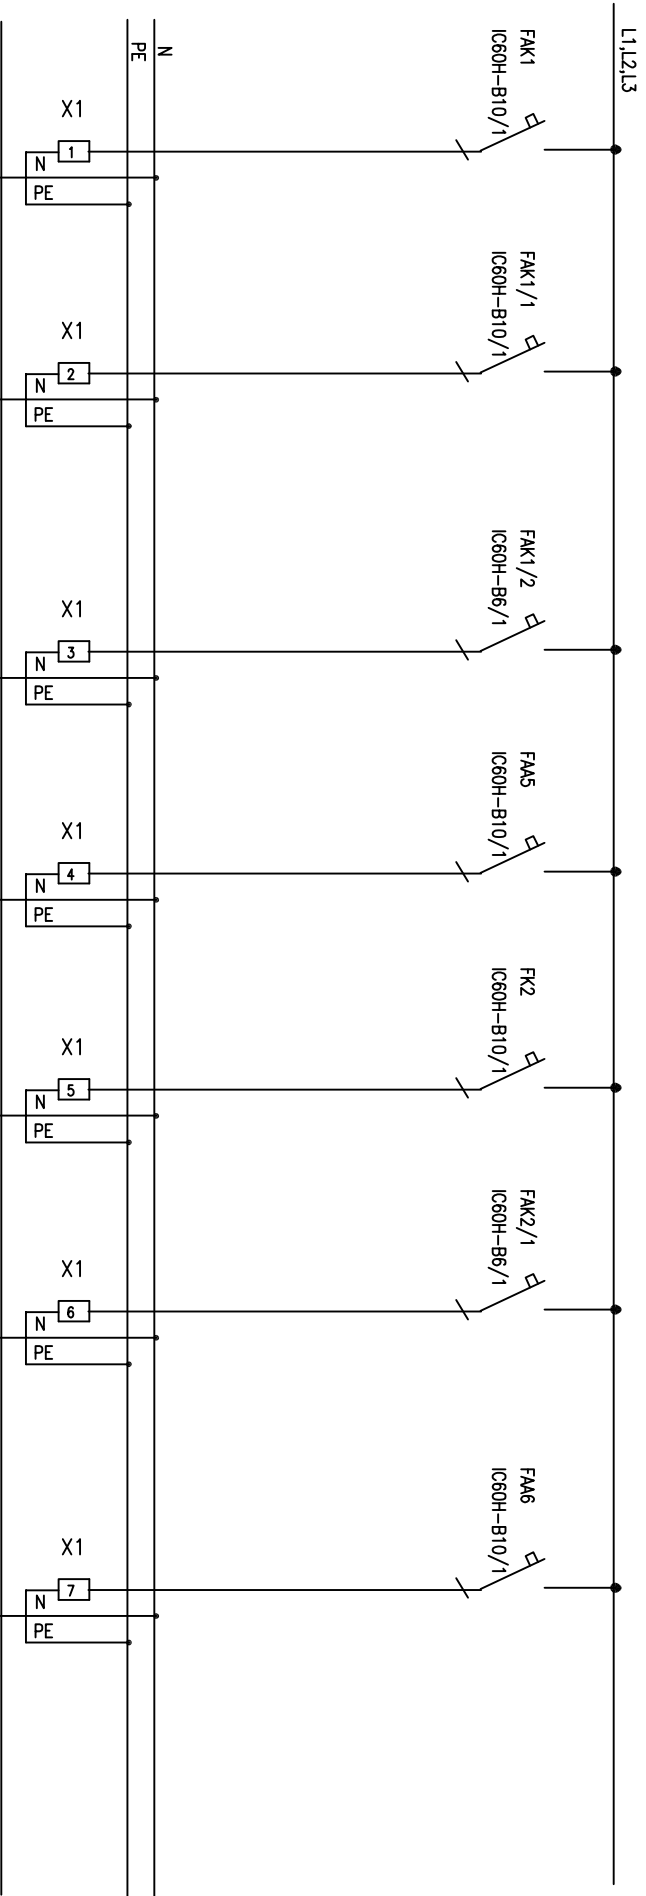 L1,L2,L3
N
PE
FAK1
IC60H-B10/1
X1
1
N
PE
FAK1/1
IC60H-B10/1
X1
2
N
PE
FAK1/2
IC60H-B6/1
X1
3
N
PE
FAA5
IC60H-B10/1
X1
4
N
PE
FK2
IC60H-B10/1
X1
5
N
PE
FAK2/1
IC60H-B6/1
X1
6
N
PE
FAA6
IC60H-B10/1
X1
7
N
PE